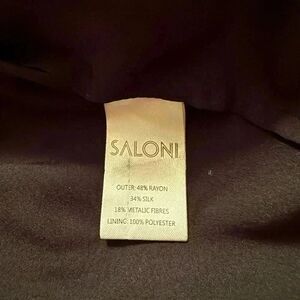 SALONI
OUTER: 48% RAYON
34% SILK
18% METALIC FIBRES
LINING: 100% POLYESTER